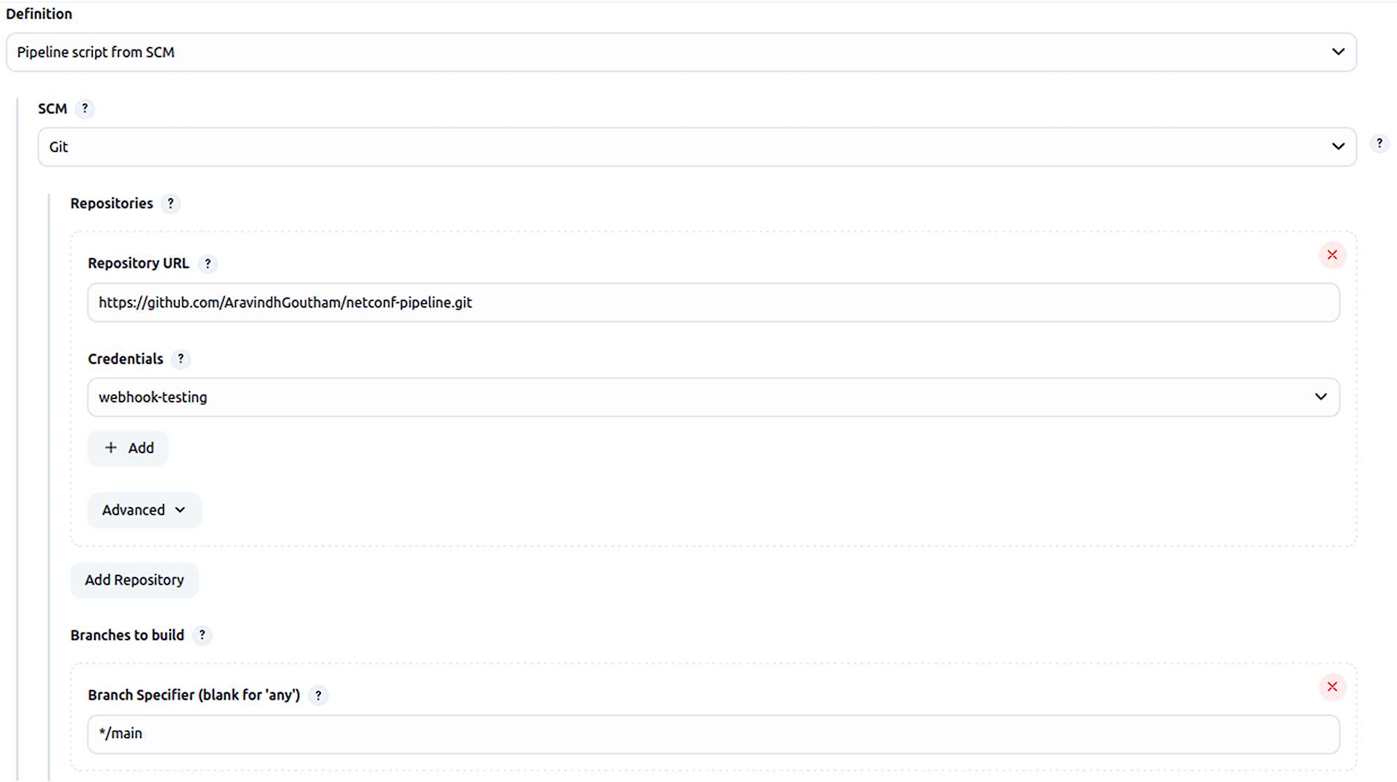 Definition
Pipeline script from SCM
SCM ?
Git
?
Repositories ?
Repository URL ?
https://github.com/AravindhGoutham/netconf-pipeline.git
Credentials ?
webhook-testing
+ Add
Advanced
Add Repository
Branches to build ?
Branch Specifier (blank for 'any') ?
*/main